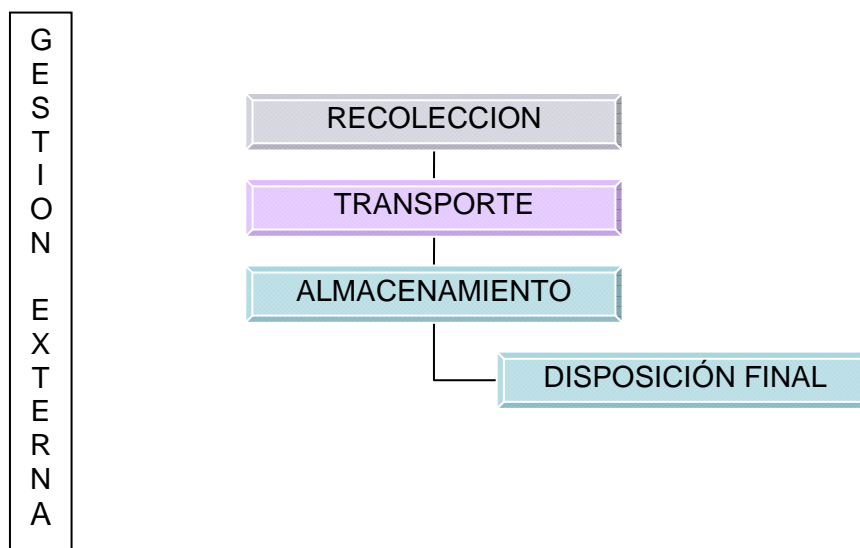 GESTION EXTERNA
RECOLECCION
TRANSPORTE
ALMACENAMIENTO
DISPOSICIÓN FINAL